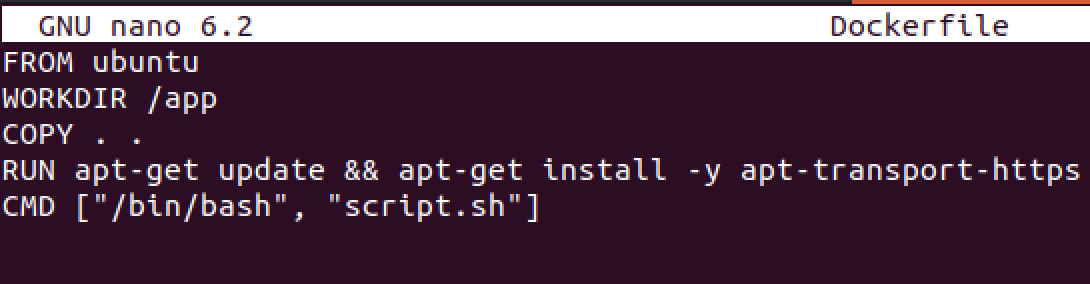 GNU nano 6.2 Dockerfile
FROM ubuntu
WORKDIR /app
COPY . .
RUN apt-get update && apt-get install -y apt-transport-https
CMD ["/bin/bash", "script.sh"]